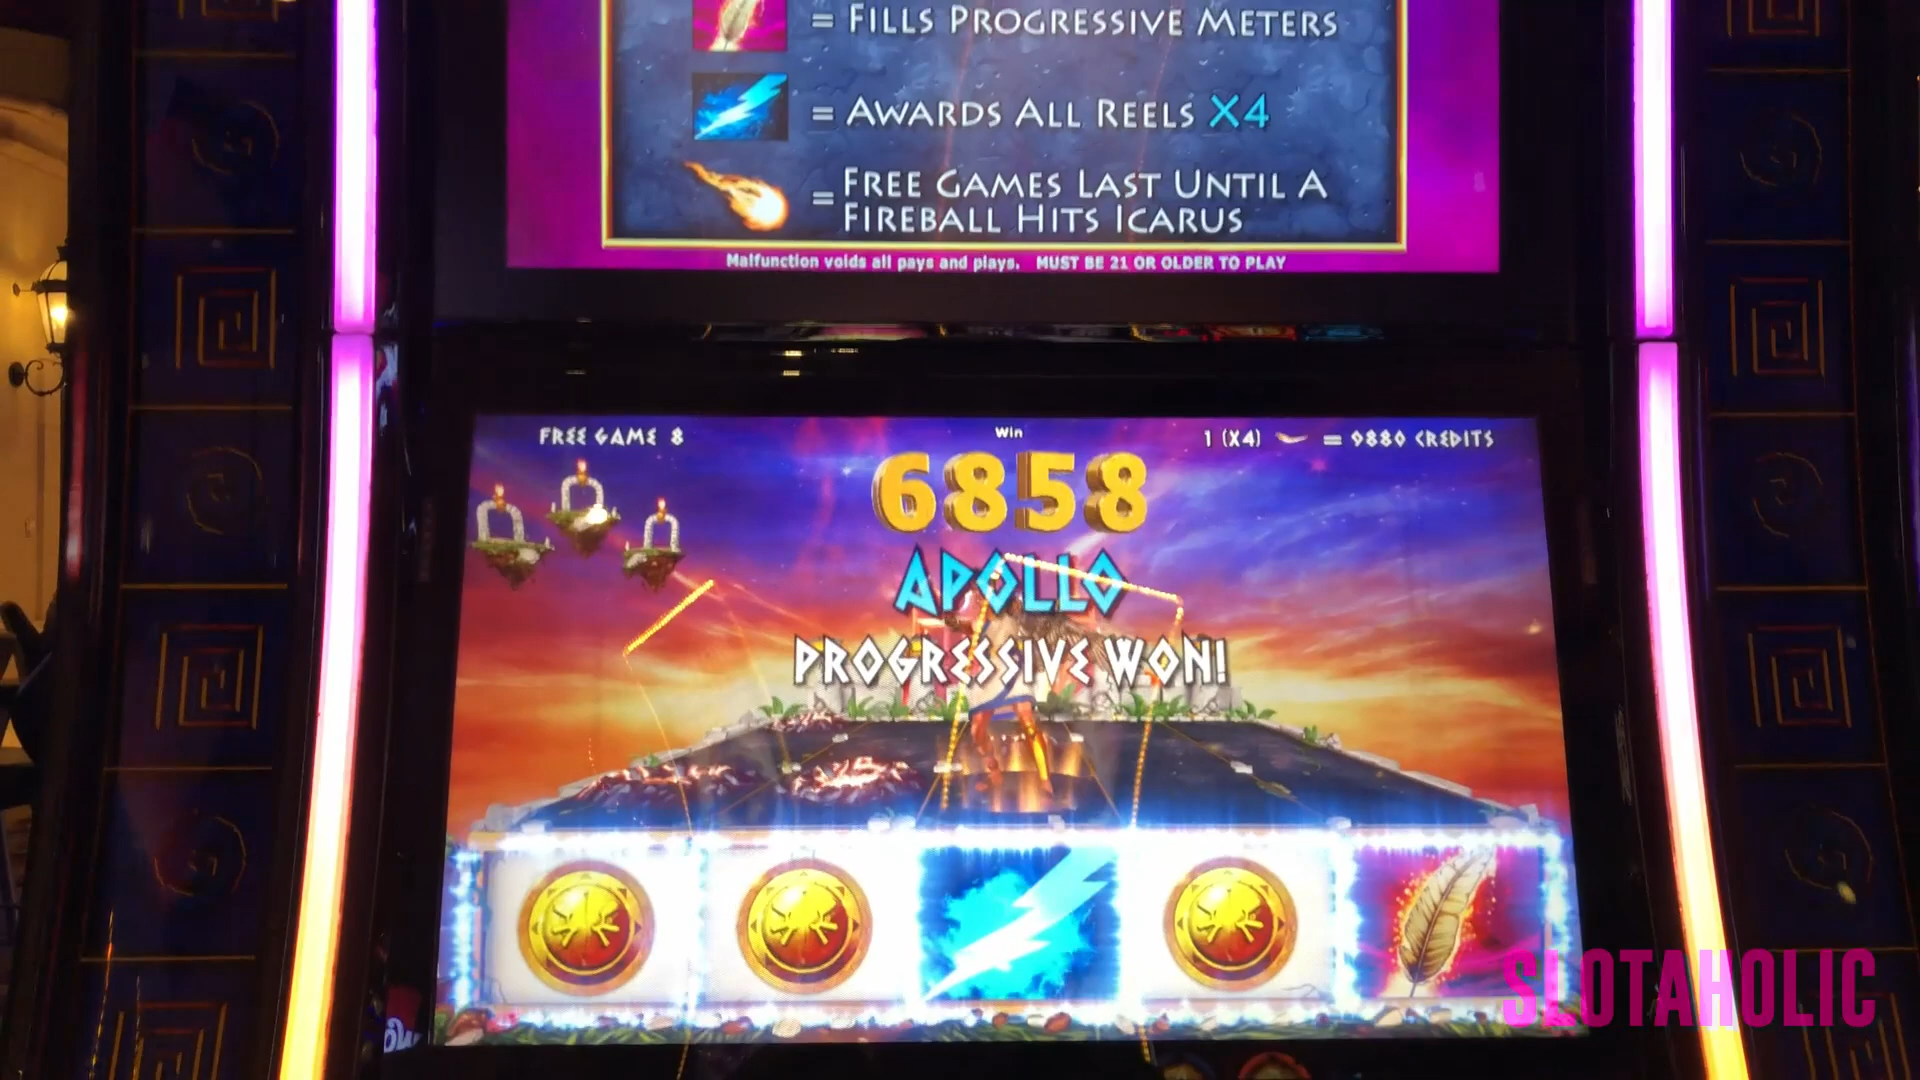 = FILLS PROGRESSIVE METERS
= AWARDS ALL REELS X4
= FREE GAMES LAST UNTIL A
FIREBALL HITS ICARUS
Malfunction voids all pays and plays. MUST BE 21 OR OLDER TO PLAY
FREE GAME 8
Win
1 (X4) = 9880 CREDITS
6858
APOLLO
PROGRESSIVE WON!
SLOTAHOLIC